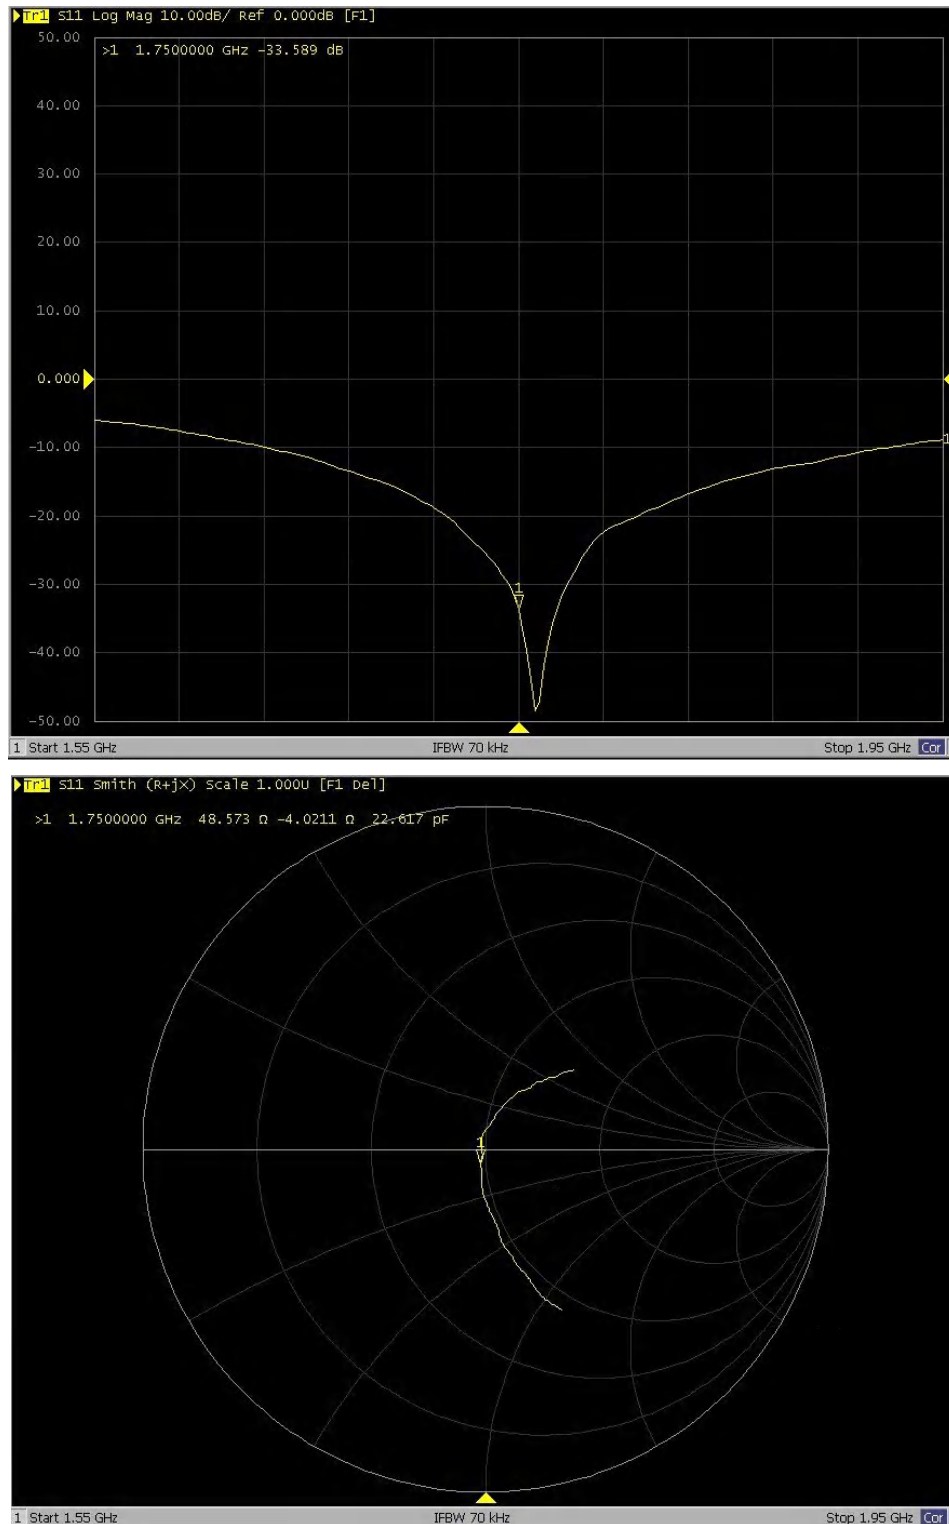 Tr1 S11 Log Mag 10.00dB/ Ref 0.000dB [F1]
50.00
>1 1.7500000 GHz -33.589 dB
40.00
30.00
20.00
10.00
0.000
-10.00
1
-20.00
-30.00
1
-40.00
-50.00
1 Start 1.55 GHz IFBW 70 kHz Stop 1.95 GHz Cor
Tr1 S11 Smith (R+jX) Scale 1.000U [F1 Del]
>1 1.7500000 GHz 48.573 Ω -4.0211 Ω 22.617 pF
1
1 Start 1.55 GHz IFBW 70 kHz Stop 1.95 GHz Cor